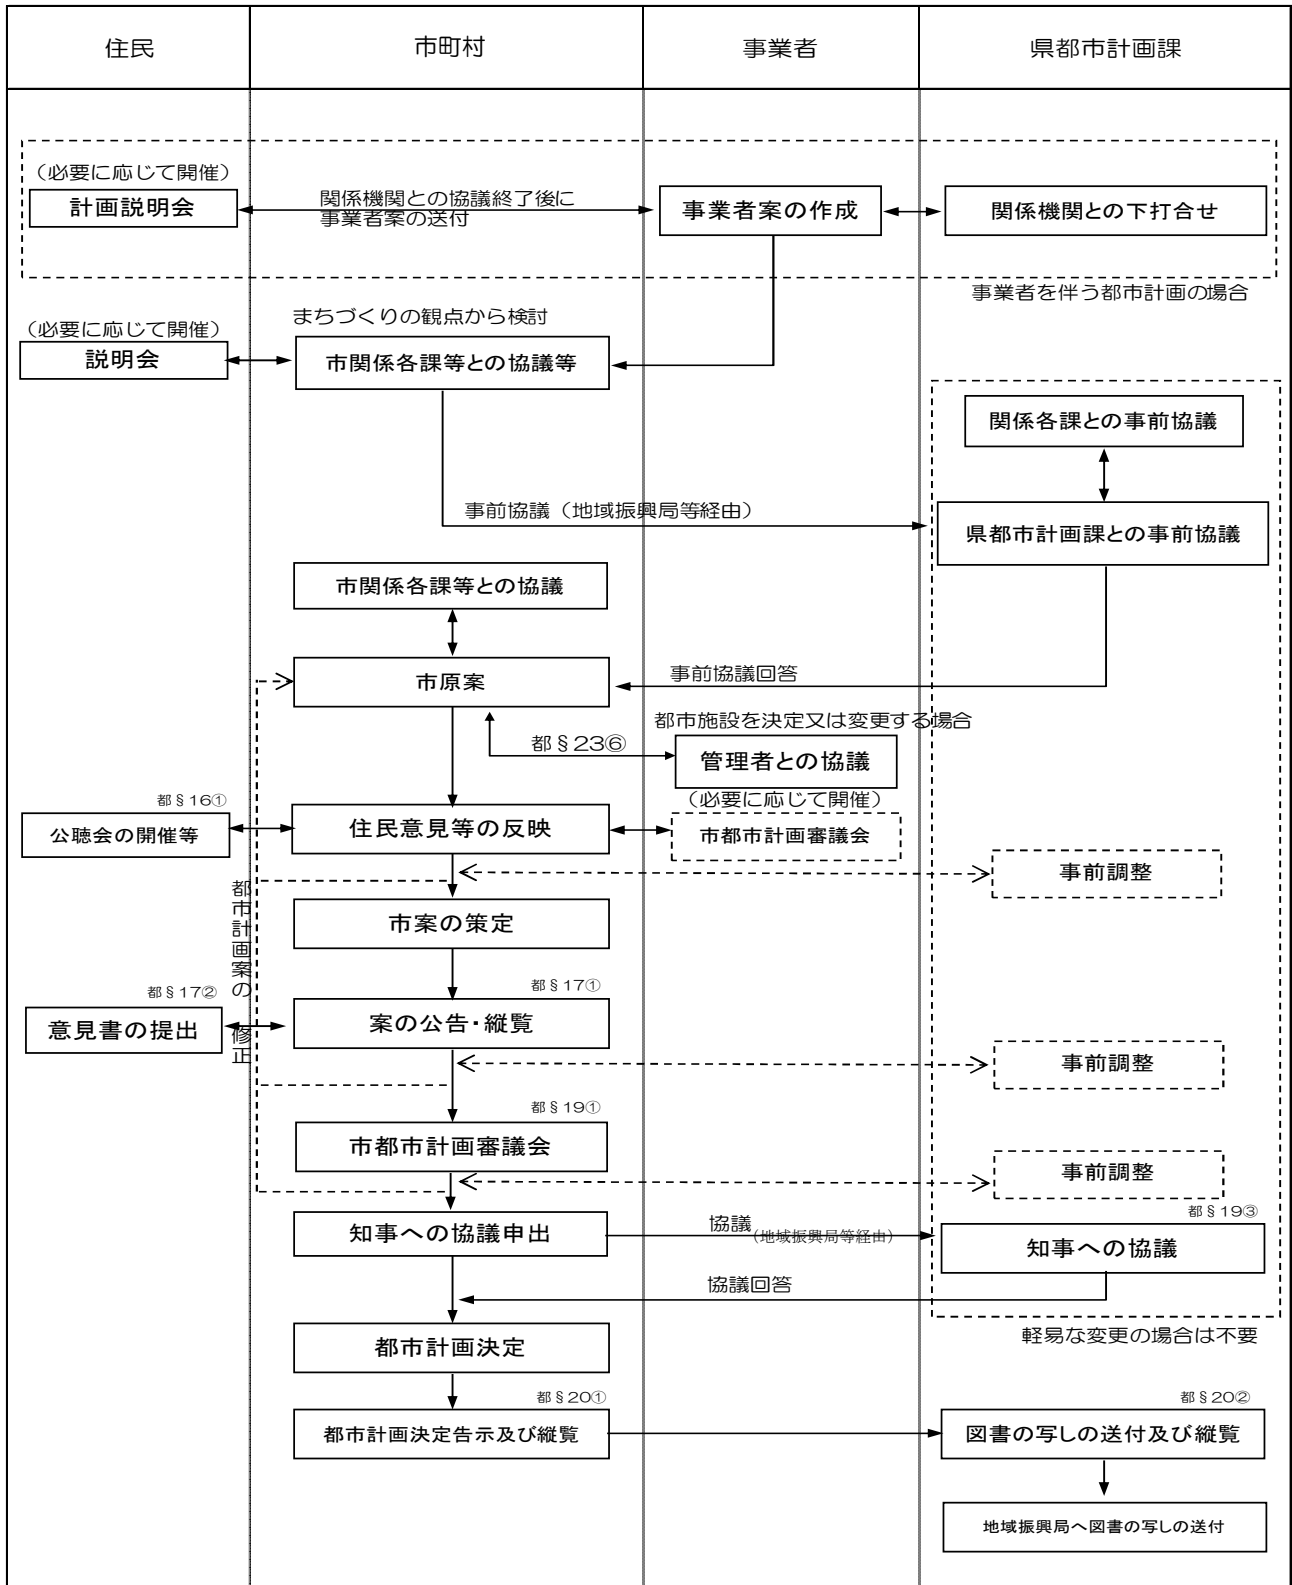 住民
市町村
事業者
県都市計画課
（必要に応じて開催）
計画説明会
関係機関との協議終了後に
事業者案の送付
事業者案の作成
関係機関との下打合せ
事業者を伴う都市計画の場合
まちづくりの観点から検討
（必要に応じて開催）
説明会
市関係各課等との協議等
関係各課との事前協議
事前協議（地域振興局等経由）
県都市計画課との事前協議
市関係各課等との協議
市原案
事前協議回答
都市施設を決定又は変更する場合
都§23⑥
管理者との協議
都§16①
公聴会の開催等
住民意見等の反映
（必要に応じて開催）
市都市計画審議会
事前調整
都市計画案の修正
市案の策定
都§17②
意見書の提出
都§17①
案の公告・縦覧
事前調整
都§19①
市都市計画審議会
事前調整
知事への協議申出
協議（地域振興局等経由）
都§19③
知事への協議
協議回答
都市計画決定
軽易な変更の場合は不要
都§20①
都市計画決定告示及び縦覧
都§20②
図書の写しの送付及び縦覧
地域振興局へ図書の写しの送付